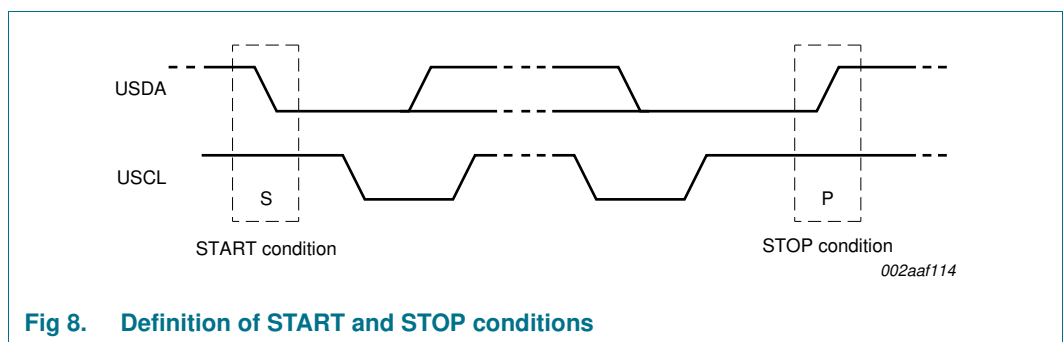 USDA
USCL
S
P
START condition
STOP condition
002aaf114
Fig 8. Definition of START and STOP conditions